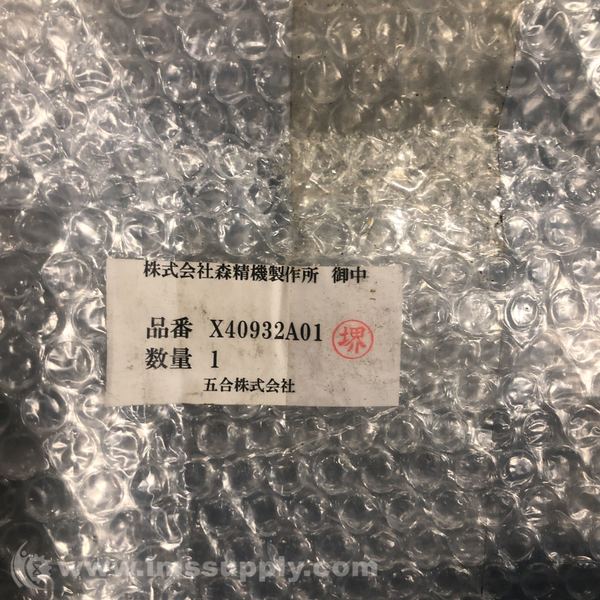 株式会社森精機製作所 御中
品番 X40932A01
堺
数量 1
五合株式会社
www.imssupply.com